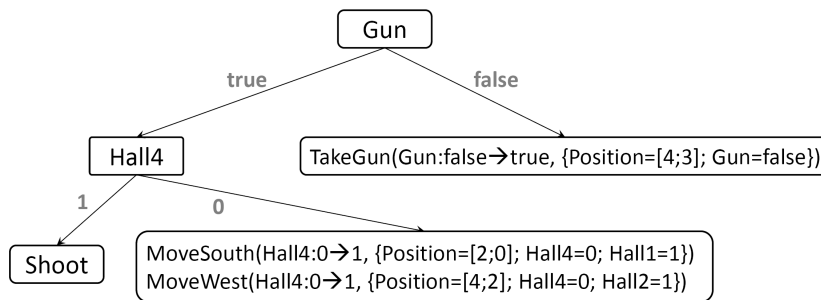 Gun
true
false
Hall4
TakeGun(Gun:false→true, {Position=[4;3]; Gun=false})
1
0
Shoot
MoveSouth(Hall4:0→1, {Position=[2;0]; Hall4=0; Hall1=1})
MoveWest(Hall4:0→1, {Position=[4;2]; Hall4=0; Hall2=1})